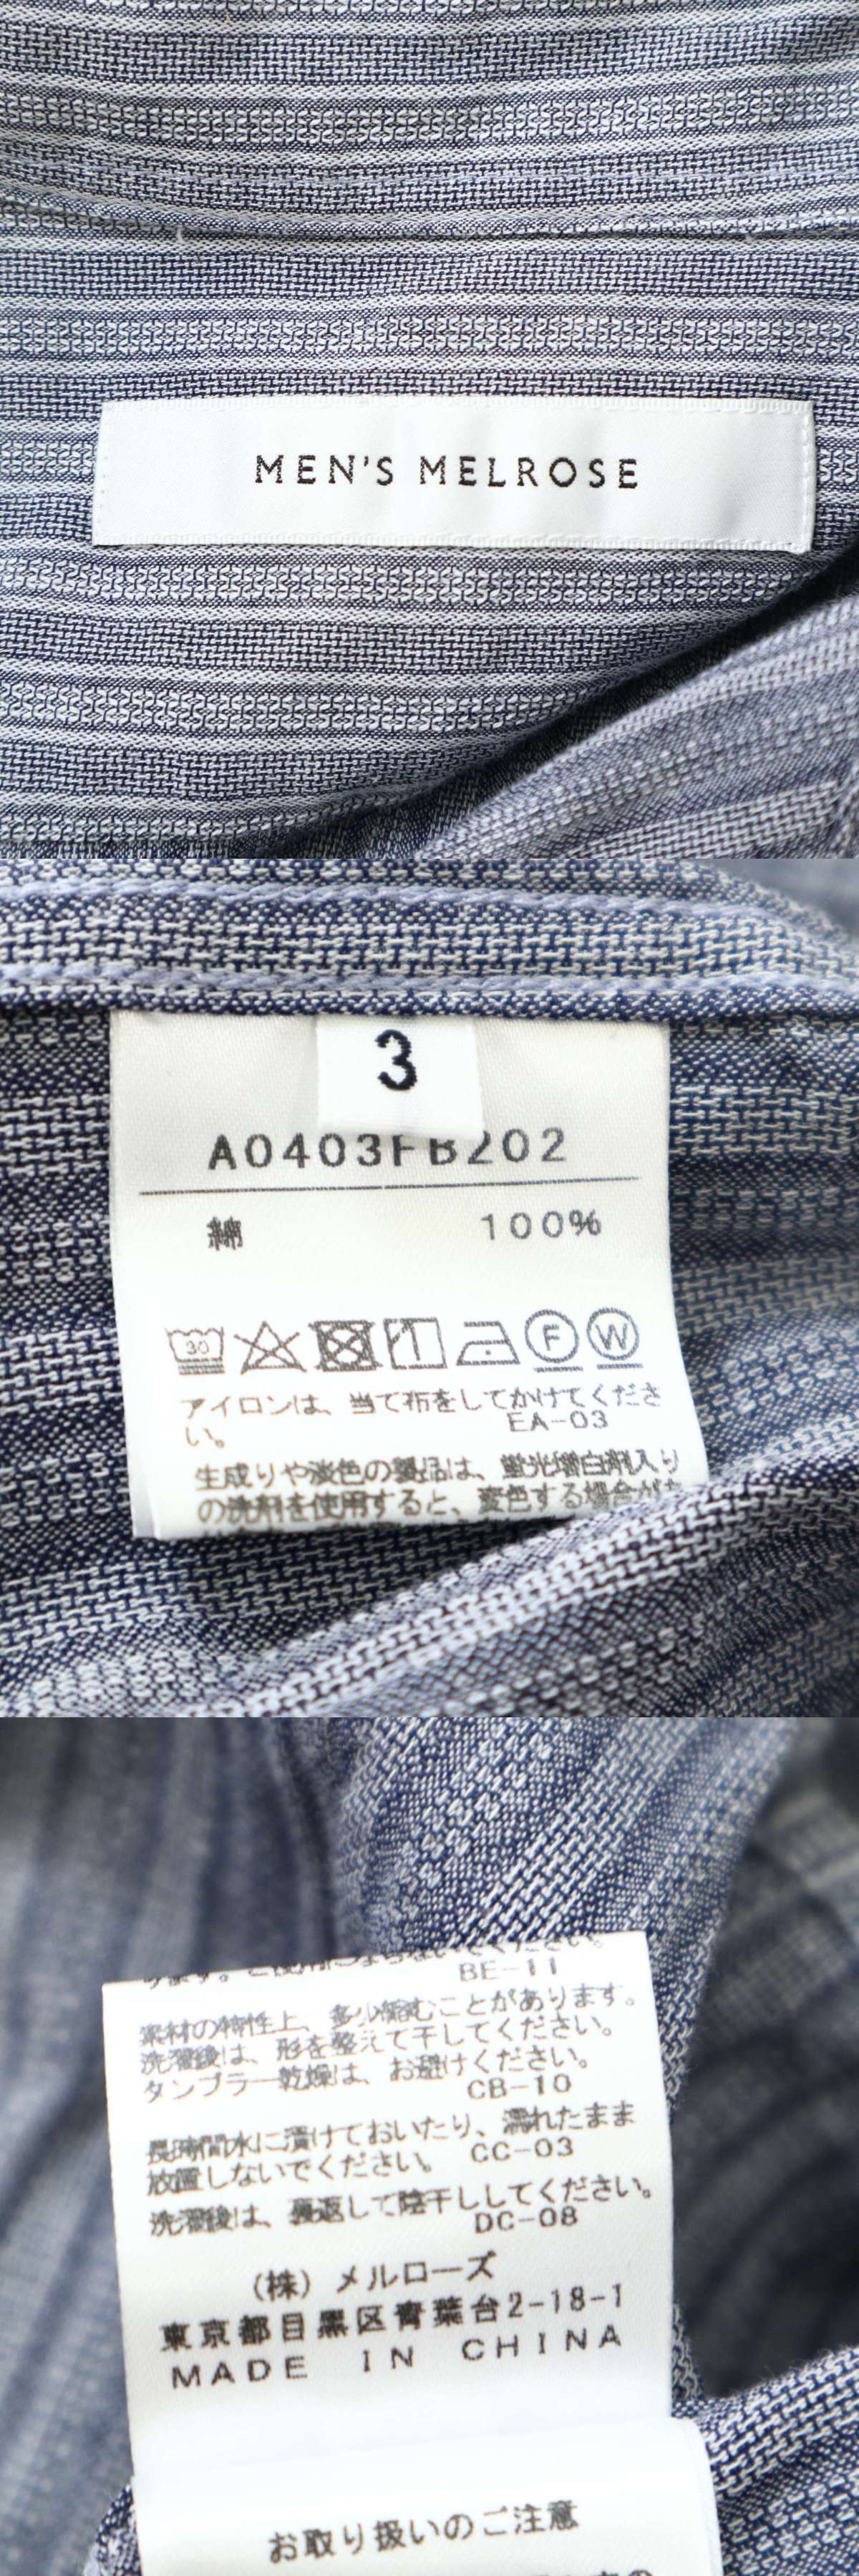 MEN'S MELROSE
3
A0403FB202
綿 100%
30
F W
アイロンは、当て布をしてかけてくださ
い。
EA-03
生成りや淡色の製品は、蛍光増白剤入り
の洗剤を使用すると、変色する場合が
BE-11
素材の特性上、多少縮むことがあります。
洗濯後は、形を整えて干してください。
タンブラー乾燥は、お避けください。
CB-10
長時間水に漬けておいたり、濡れたまま
放置しないでください。 CC-03
洗濯後は、裏返して陰干ししてください。
DC-08
(株)メルローズ
東京都目黒区青葉台2-18-1
MADE IN CHINA
お取り扱いのご注意